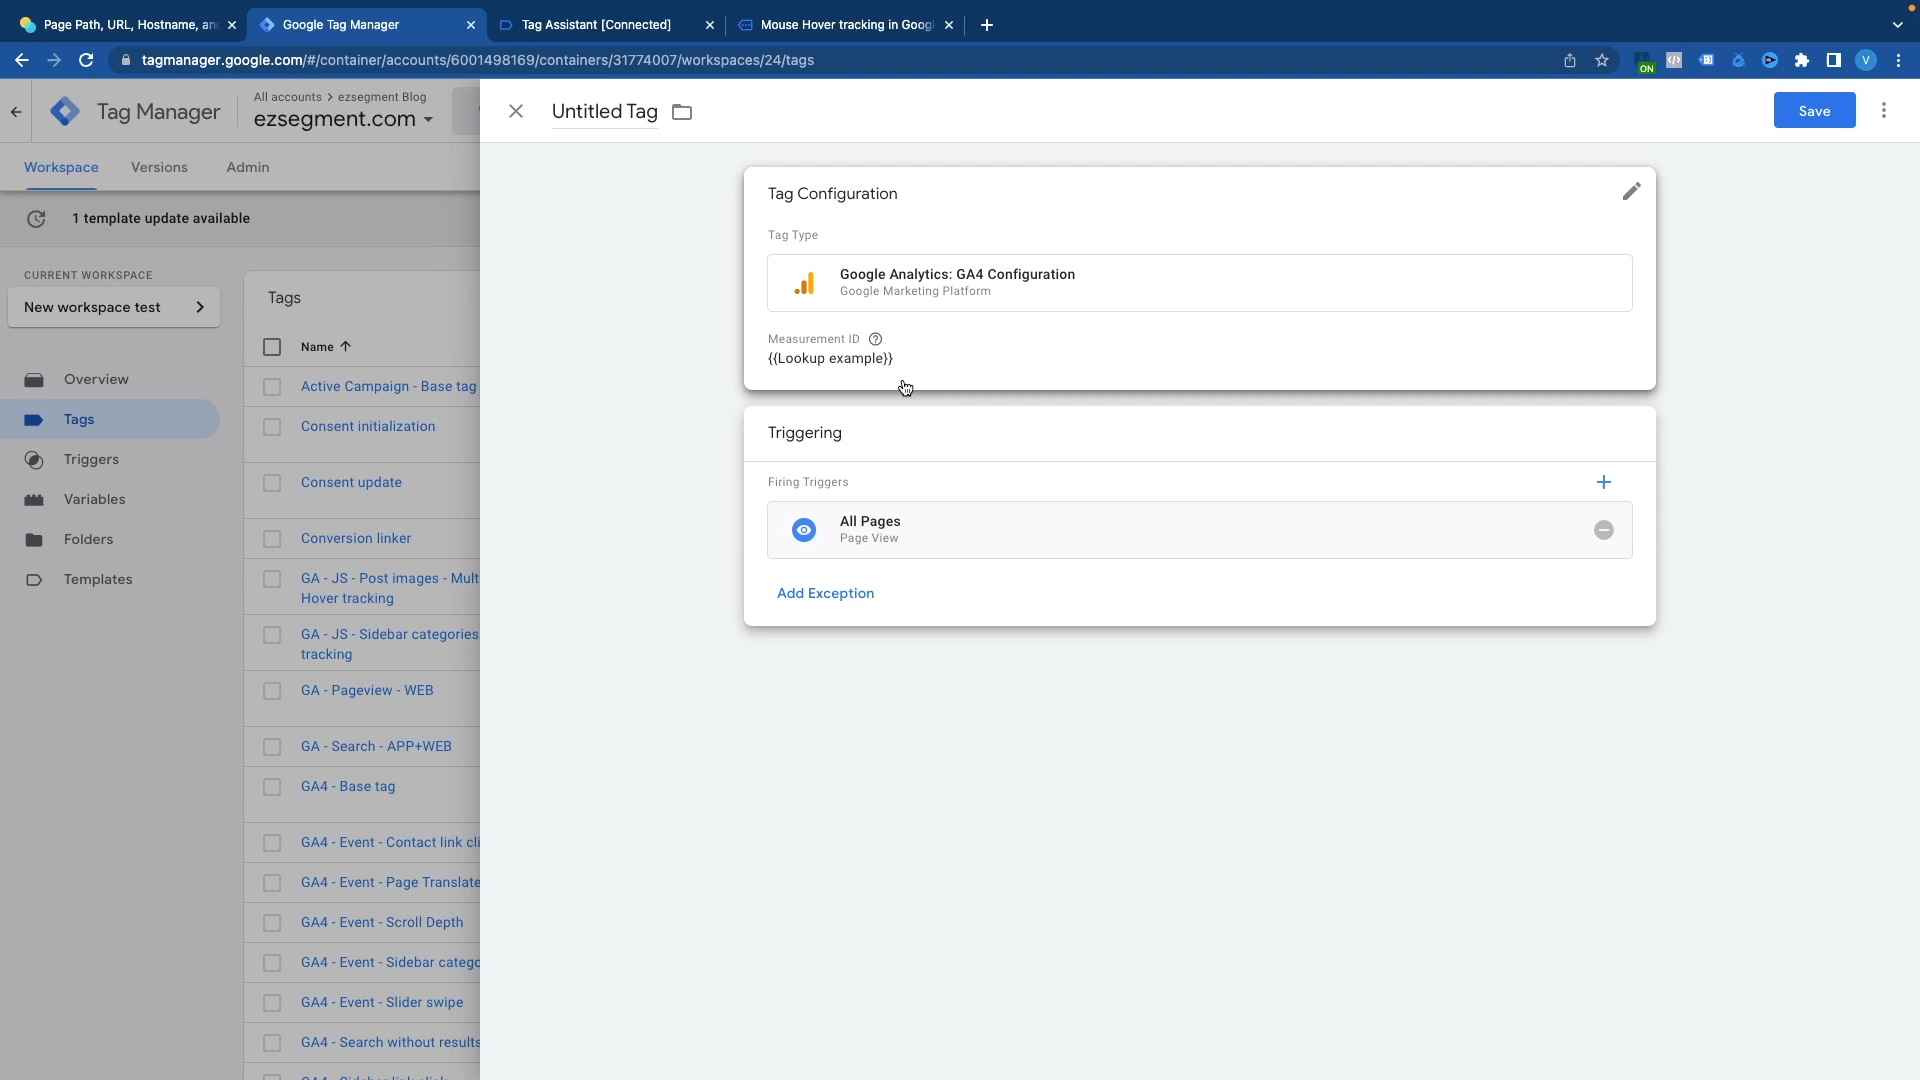 Page Path, URL, Hostname, an
Google Tag Manager
Tag Assistant [Connected]
Mouse Hover tracking in Goog
tagmanager.google.com/#/container/accounts/6001498169/containers/31774007/workspaces/24/tags
ON
V
Tag Manager
All accounts > ezsegment Blog
ezsegment.com
Untitled Tag
Save
Workspace
Versions
Admin
1 template update available
CURRENT WORKSPACE
New workspace test
Overview
Tags
Triggers
Variables
Folders
Templates
Tags
Name
Active Campaign - Base tag
Consent initialization
Consent update
Conversion linker
GA - JS - Post images - Mult
Hover tracking
GA - JS - Sidebar categories
tracking
GA - Pageview - WEB
GA - Search - APP+WEB
GA4 - Base tag
GA4 - Event - Contact link cli
GA4 - Event - Page Translate
GA4 - Event - Scroll Depth
GA4 - Event - Sidebar catego
GA4 - Event - Slider swipe
GA4 - Search without results
Tag Configuration
Tag Type
Google Analytics: GA4 Configuration
Google Marketing Platform
Measurement ID
{{Lookup example}}
Triggering
Firing Triggers
All Pages
Page View
Add Exception